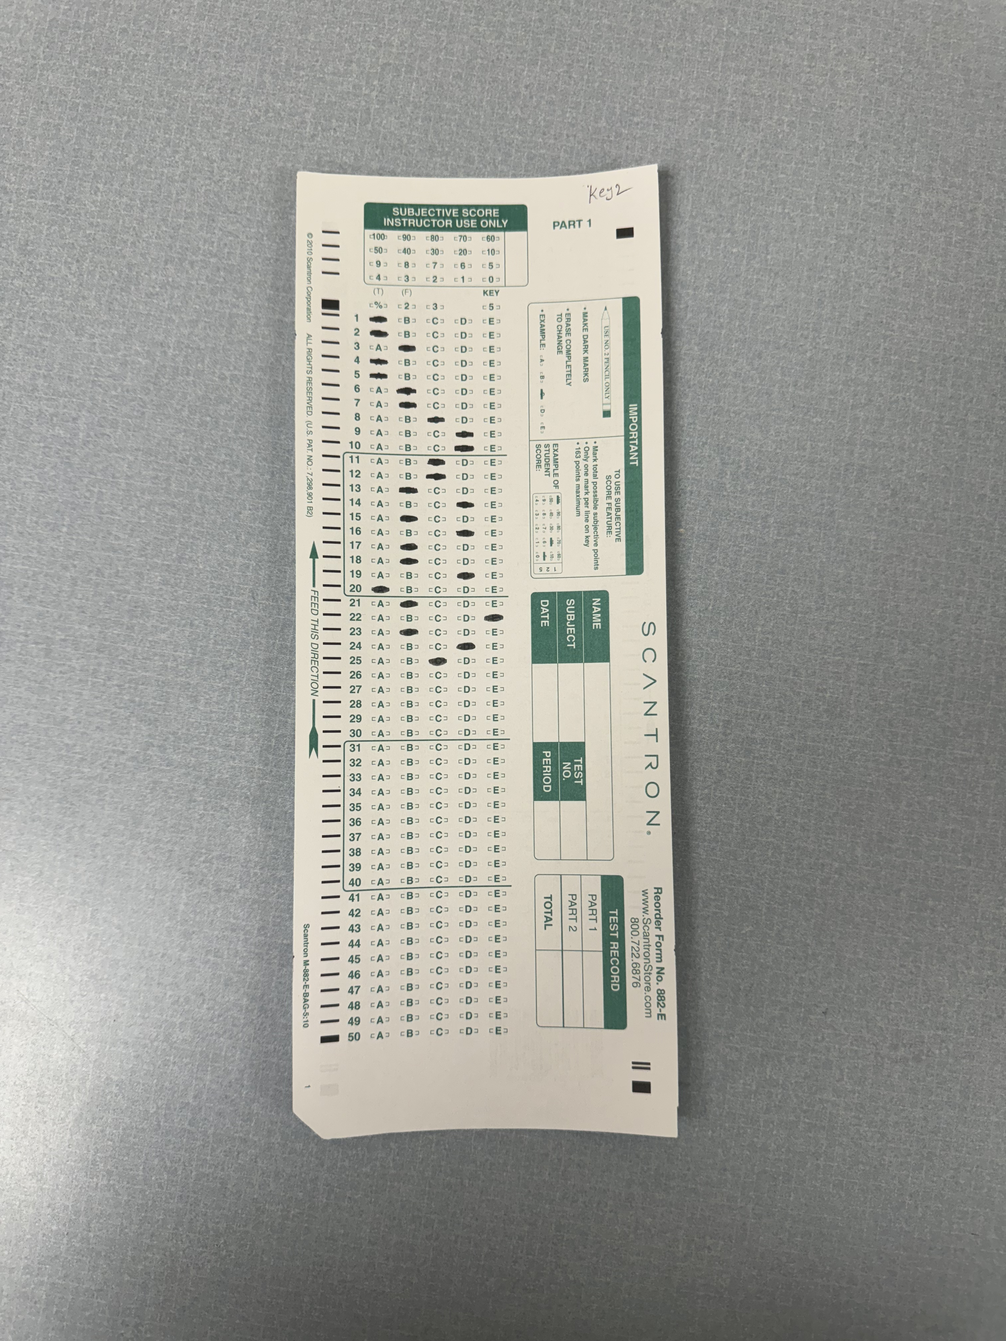 Key2
PART 1
SUBJECTIVE SCORE
INSTRUCTOR USE ONLY
100 90 80 70 60
50 40 30 20 10
9 8 7 6 5
4 3 2 1 0
(T) (F) KEY
% 2 3 5
1 B C D E
2 B C D E
3 A C D E
4 B C D E
5 B C D E
6 A C D E
7 A C D E
8 A B D E
9 A B C E
10 A B C E
11 A B D E
12 A B D E
13 A C D E
14 A B C E
15 A C D E
16 A B C E
17 A C D E
18 A C D E
19 A B C E
20 B C D E
21 A C D E
22 A B C D
23 A C D E
24 A B C E
25 A B D E
26 A B C D E
27 A B C D E
28 A B C D E
29 A B C D E
30 A B C D E
31 A B C D E
32 A B C D E
33 A B C D E
34 A B C D E
35 A B C D E
36 A B C D E
37 A B C D E
38 A B C D E
39 A B C D E
40 A B C D E
41 A B C D E
42 A B C D E
43 A B C D E
44 A B C D E
45 A B C D E
46 A B C D E
47 A B C D E
48 A B C D E
49 A B C D E
50 A B C D E
© 2010 Scantron Corporation ALL RIGHTS RESERVED. (U.S. PAT. NO. 7,298,901 B2)
FEED THIS DIRECTION
Scantron M-882-E-BAG-5:10
1
IMPORTANT
USE NO. 2 PENCIL ONLY
• MAKE DARK MARKS
• ERASE COMPLETELY
TO CHANGE
• EXAMPLE: A B D E
TO USE SUBJECTIVE
SCORE FEATURE:
• Mark total possible subjective points
• Only one mark per line on key
• 163 points maximum
EXAMPLE OF
STUDENT
SCORE:
SCANTRON®
NAME
SUBJECT
DATE
TEST
NO.
PERIOD
TEST RECORD
PART 1
PART 2
TOTAL
Reorder Form No. 882-E
www.ScantronStore.com
800.722.6876